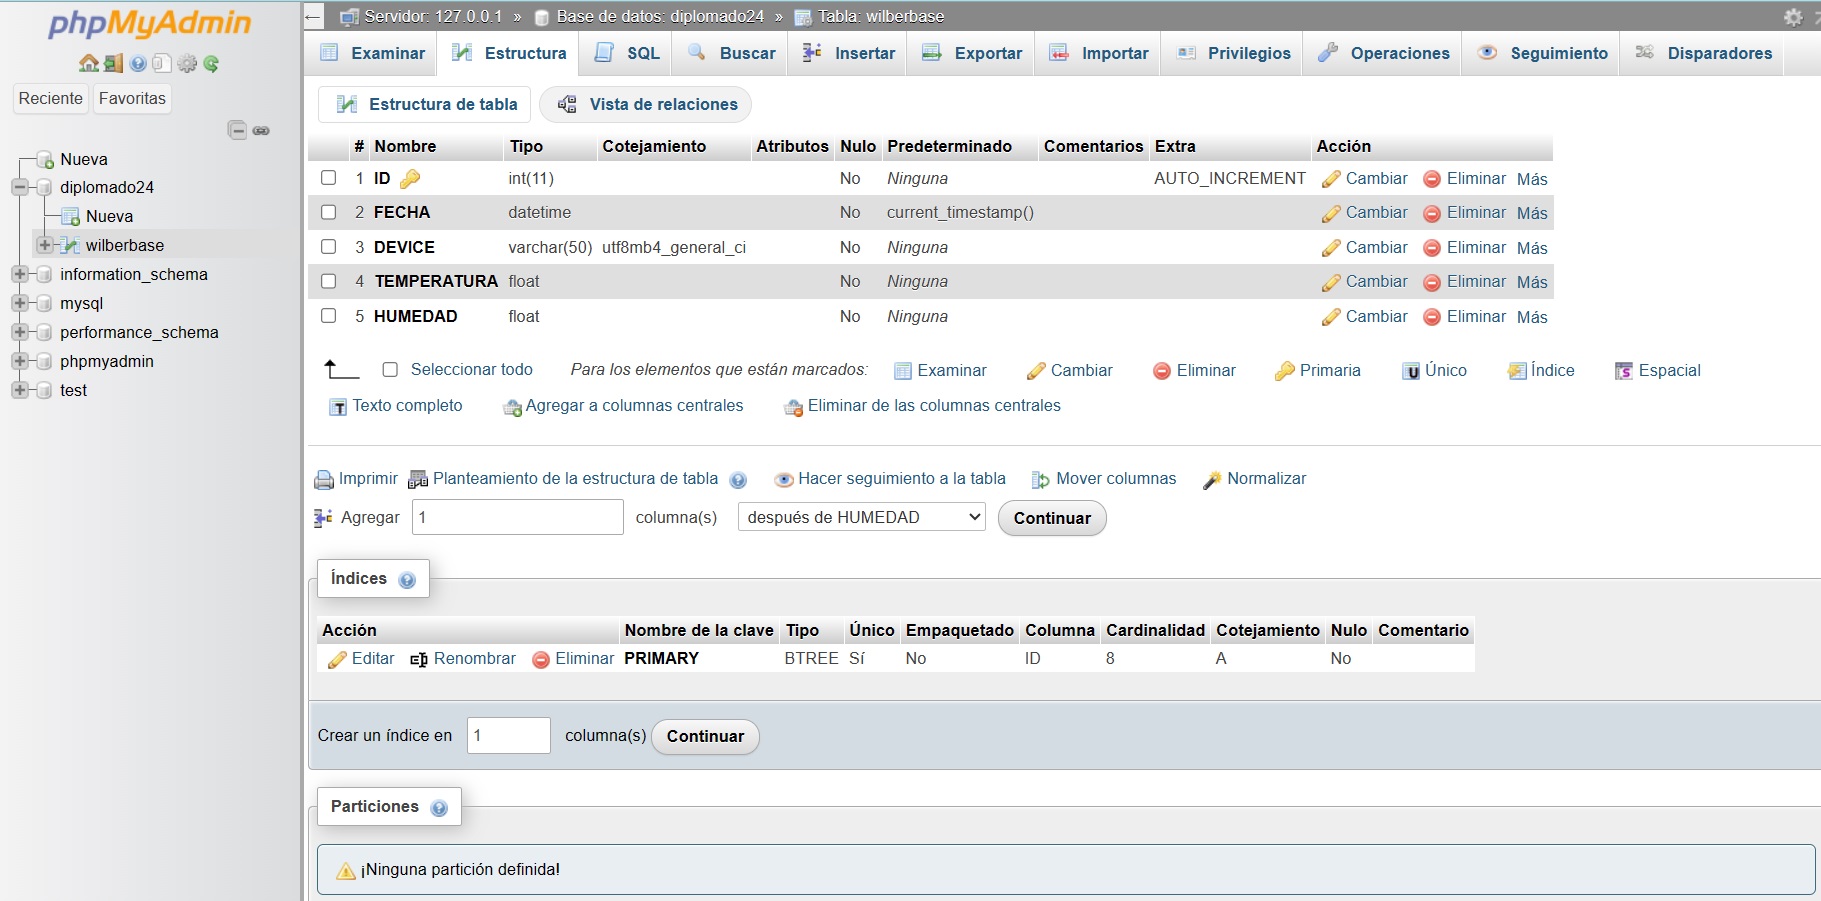 phpMyAdmin
Reciente Favoritas
Nueva
diplomado24
Nueva
wilberbase
information_schema
mysql
performance_schema
phpmyadmin
test
Servidor: 127.0.0.1 » Base de datos: diplomado24 » Tabla: wilberbase
Examinar Estructura SQL Buscar Insertar Exportar Importar Privilegios Operaciones Seguimiento Disparadores
Estructura de tabla Vista de relaciones
# Nombre Tipo Cotejamiento Atributos Nulo Predeterminado Comentarios Extra Acción
1 ID int(11) No Ninguna AUTO_INCREMENT Cambiar Eliminar Más
2 FECHA datetime No current_timestamp() Cambiar Eliminar Más
3 DEVICE varchar(50) utf8mb4_general_ci No Ninguna Cambiar Eliminar Más
4 TEMPERATURA float No Ninguna Cambiar Eliminar Más
5 HUMEDAD float No Ninguna Cambiar Eliminar Más
Seleccionar todo Para los elementos que están marcados: Examinar Cambiar Eliminar Primaria Único Índice Espacial
Texto completo Agregar a columnas centrales Eliminar de las columnas centrales
Imprimir Planteamiento de la estructura de tabla Hacer seguimiento a la tabla Mover columnas Normalizar
Agregar 1 columna(s) después de HUMEDAD Continuar
Índices
Acción Nombre de la clave Tipo Único Empaquetado Columna Cardinalidad Cotejamiento Nulo Comentario
Editar Renombrar Eliminar PRIMARY BTREE Sí No ID 8 A No
Crear un índice en 1 columna(s) Continuar
Particiones
¡Ninguna partición definida!